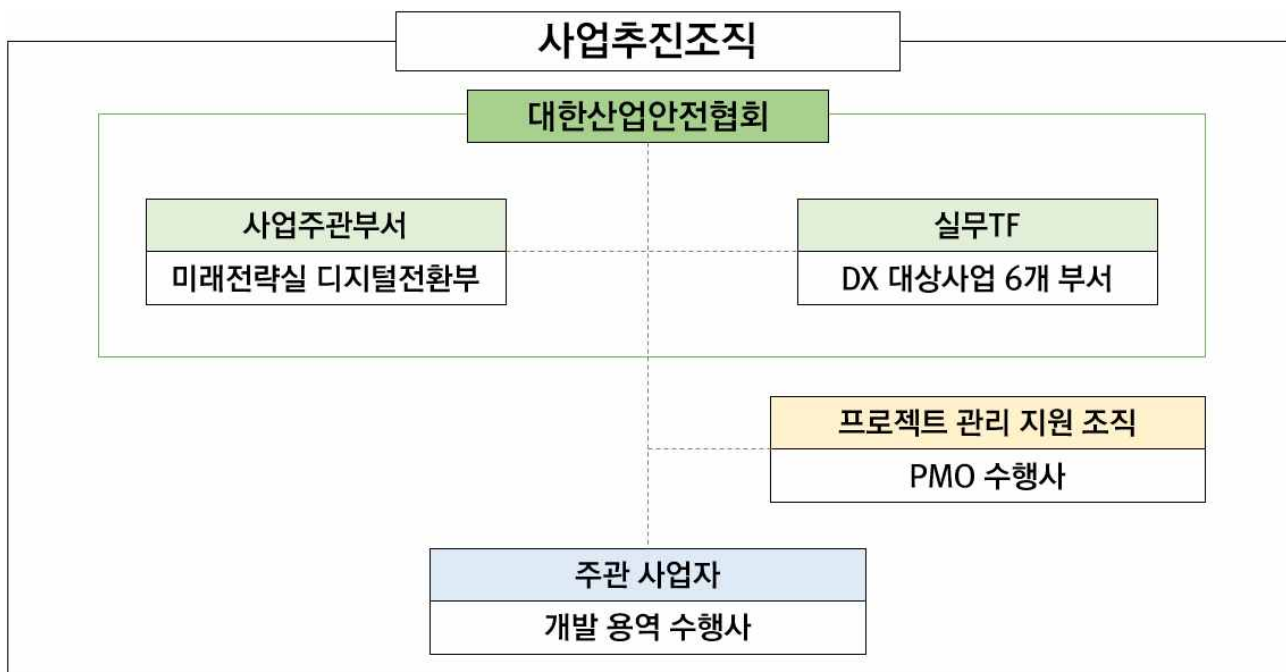 사업추진조직
대한산업안전협회
사업주관부서
미래전략실 디지털전환부
실무TF
DX 대상사업 6개 부서
프로젝트 관리 지원 조직
PMO 수행사
주관 사업자
개발 용역 수행사